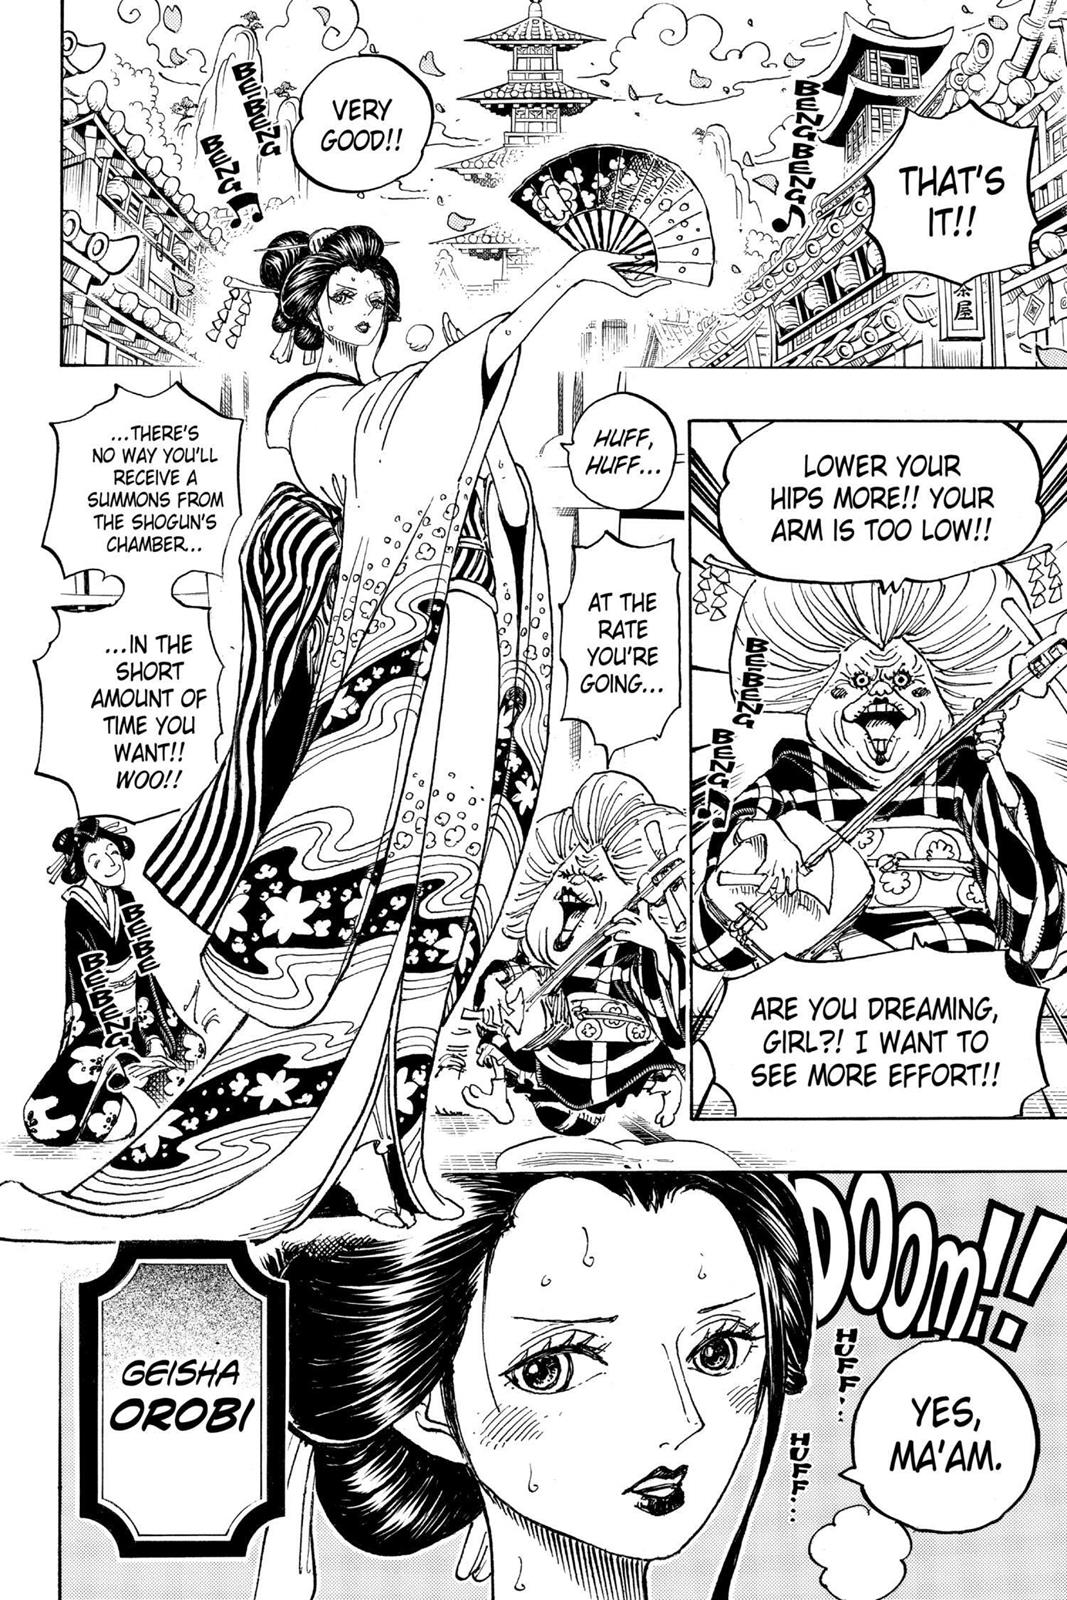 BEBENG
BENG
VERY
GOOD!!
BENGBENG
THAT'S
IT!!
茶屋
HUFF,
HUFF...
AT THE
RATE
YOU'RE
GOING...
...THERE'S
NO WAY YOU'LL
RECEIVE A
SUMMONS FROM
THE SHOGUN'S
CHAMBER...
...IN THE
SHORT
AMOUNT OF
TIME YOU
WANT!!
WOO!!
BEBE
BEBENG
LOWER YOUR
HIPS MORE!! YOUR
ARM IS TOO LOW!!
BEBENG
BENG
ARE YOU DREAMING,
GIRL?! I WANT TO
SEE MORE EFFORT!!
DOOM!!
HUFF...
HUFF...
YES,
MA'AM.
GEISHA
OROBI